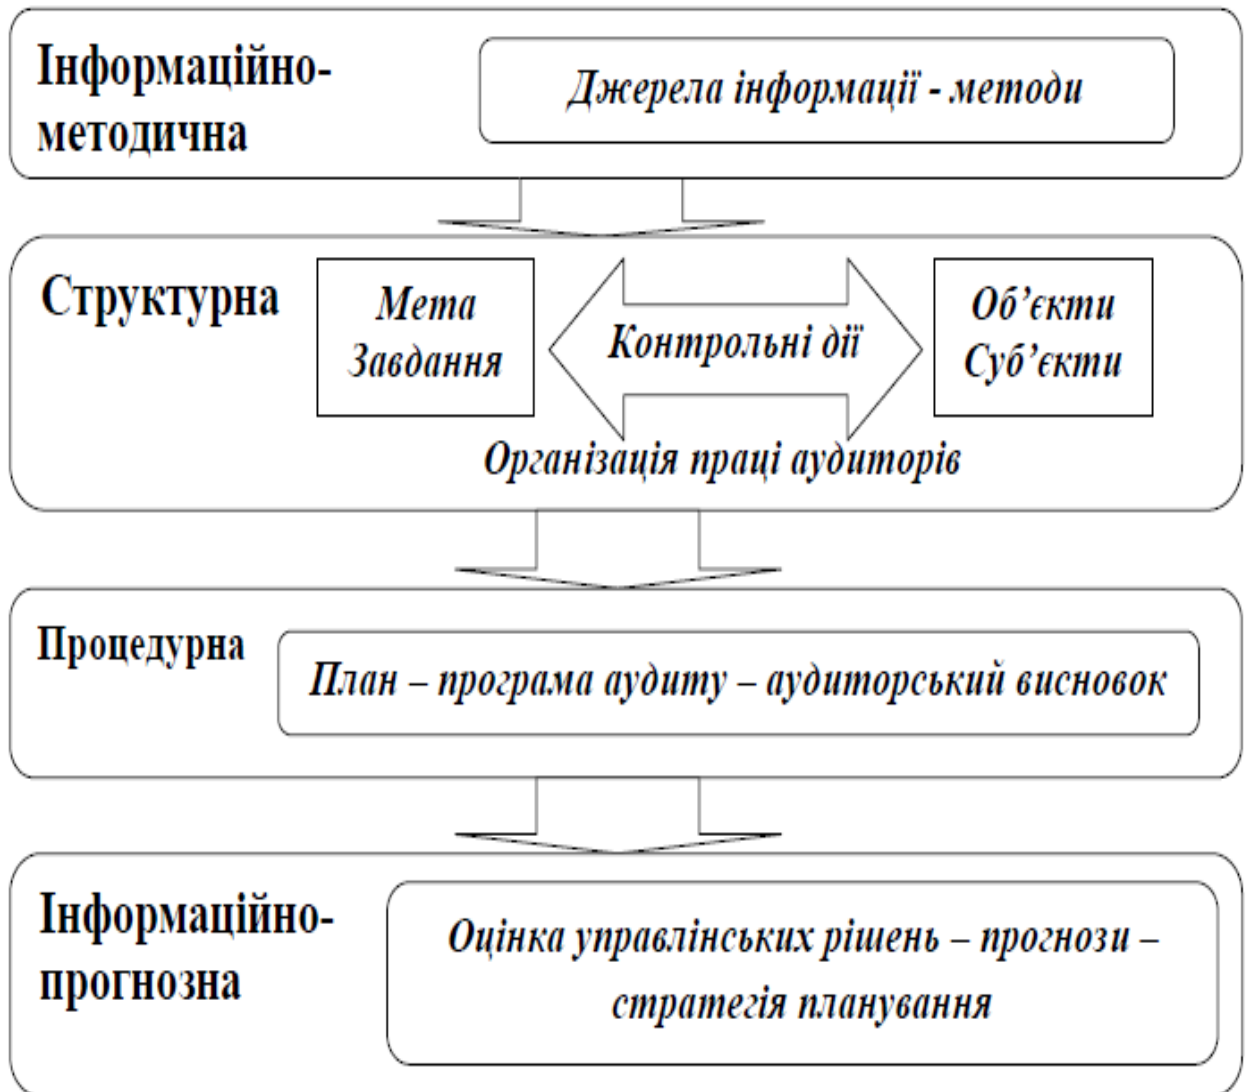 Інформаційно-
методична
Джерела інформації - методи
Структурна
Мета
Завдання
Контрольні дії
Об’єкти
Суб’єкти
Організація праці аудиторів
Процедурна
План – програма аудиту – аудиторський висновок
Інформаційно-
прогнозна
Оцінка управлінських рішень – прогнози –
стратегія планування